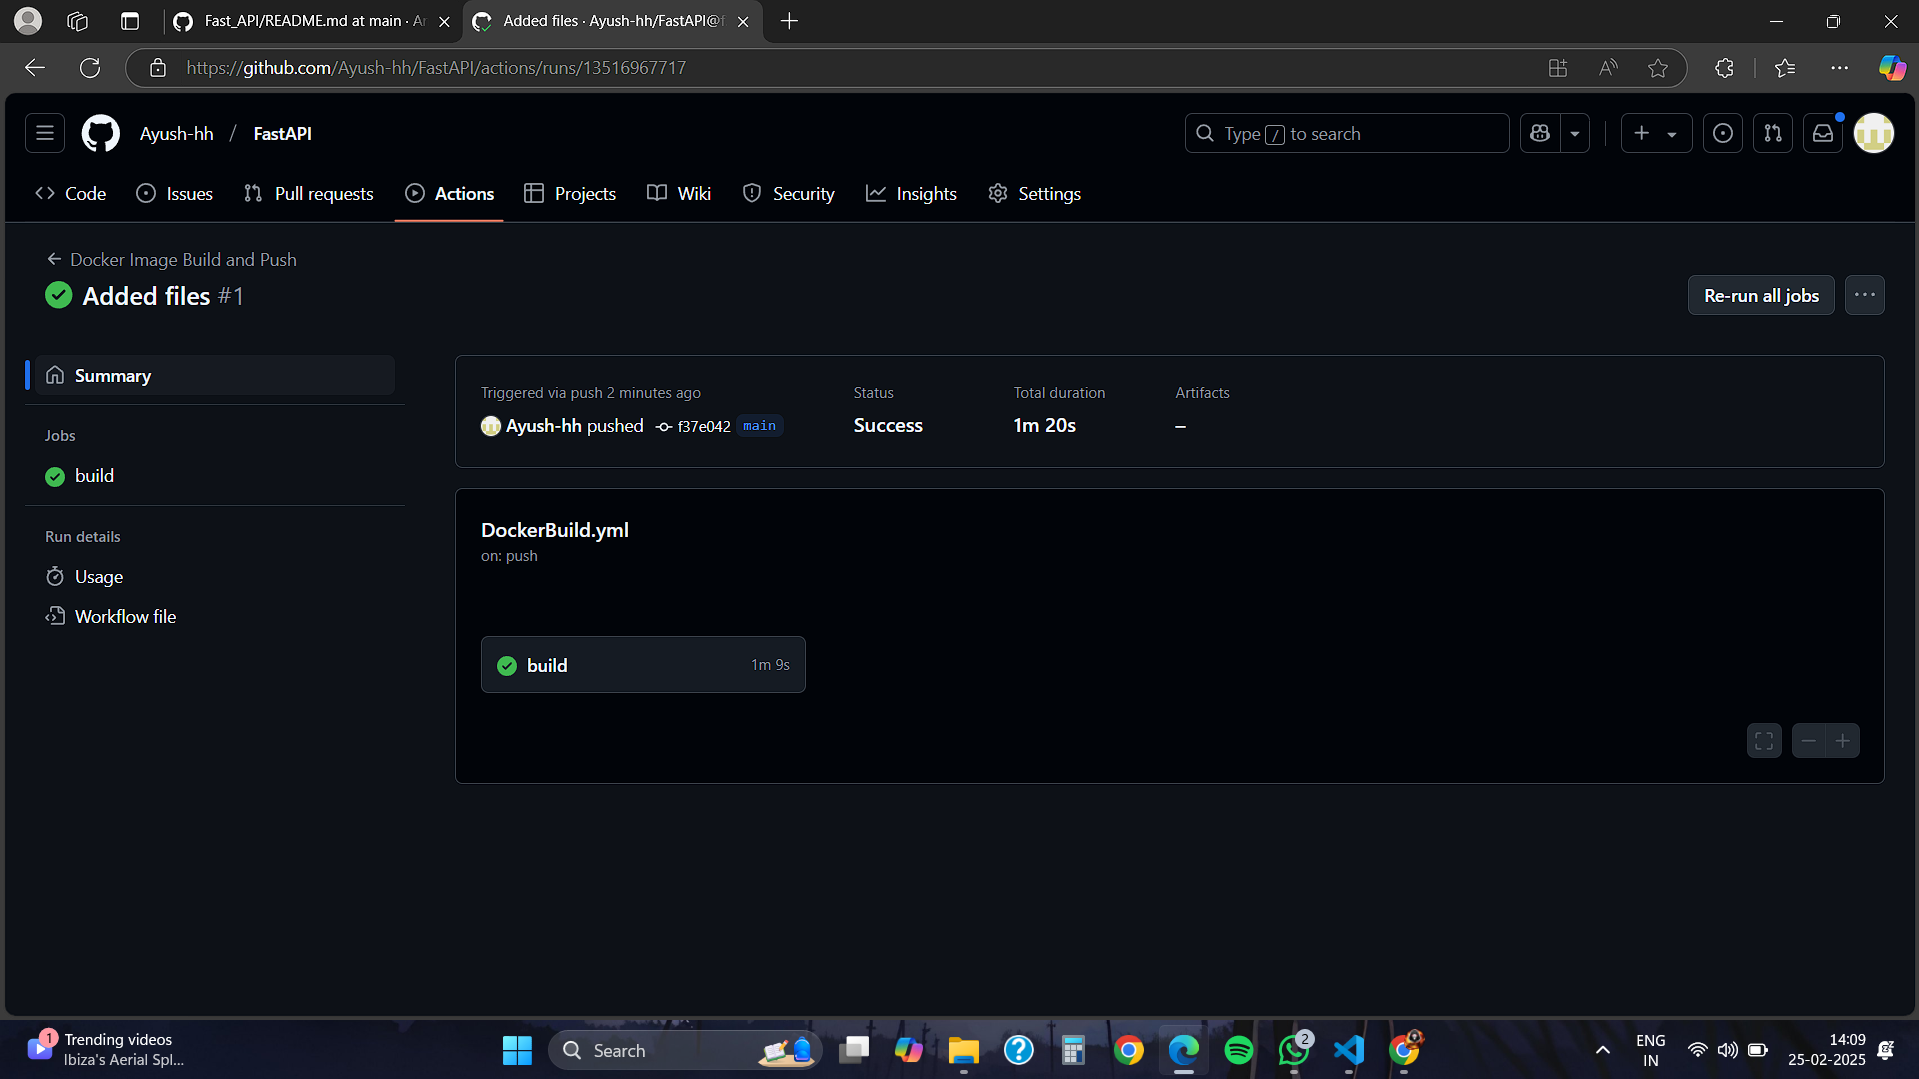 Fast_API/README.md at main · Ar
Added files · Ayush-hh/FastAPI@f
https://github.com/Ayush-hh/FastAPI/actions/runs/13516967717
Ayush-hh / FastAPI
Type / to search
Code
Issues
Pull requests
Actions
Projects
Wiki
Security
Insights
Settings
Docker Image Build and Push
Added files #1
Re-run all jobs
Summary
Triggered via push 2 minutes ago
Status
Total duration
Artifacts
Ayush-hh pushed f37e042 main
Success
1m 20s
–
Jobs
build
Run details
Usage
Workflow file
DockerBuild.yml
on: push
build 1m 9s
1
Trending videos
Ibiza's Aerial Spl...
Search
2
ENG
IN
14:09
25-02-2025